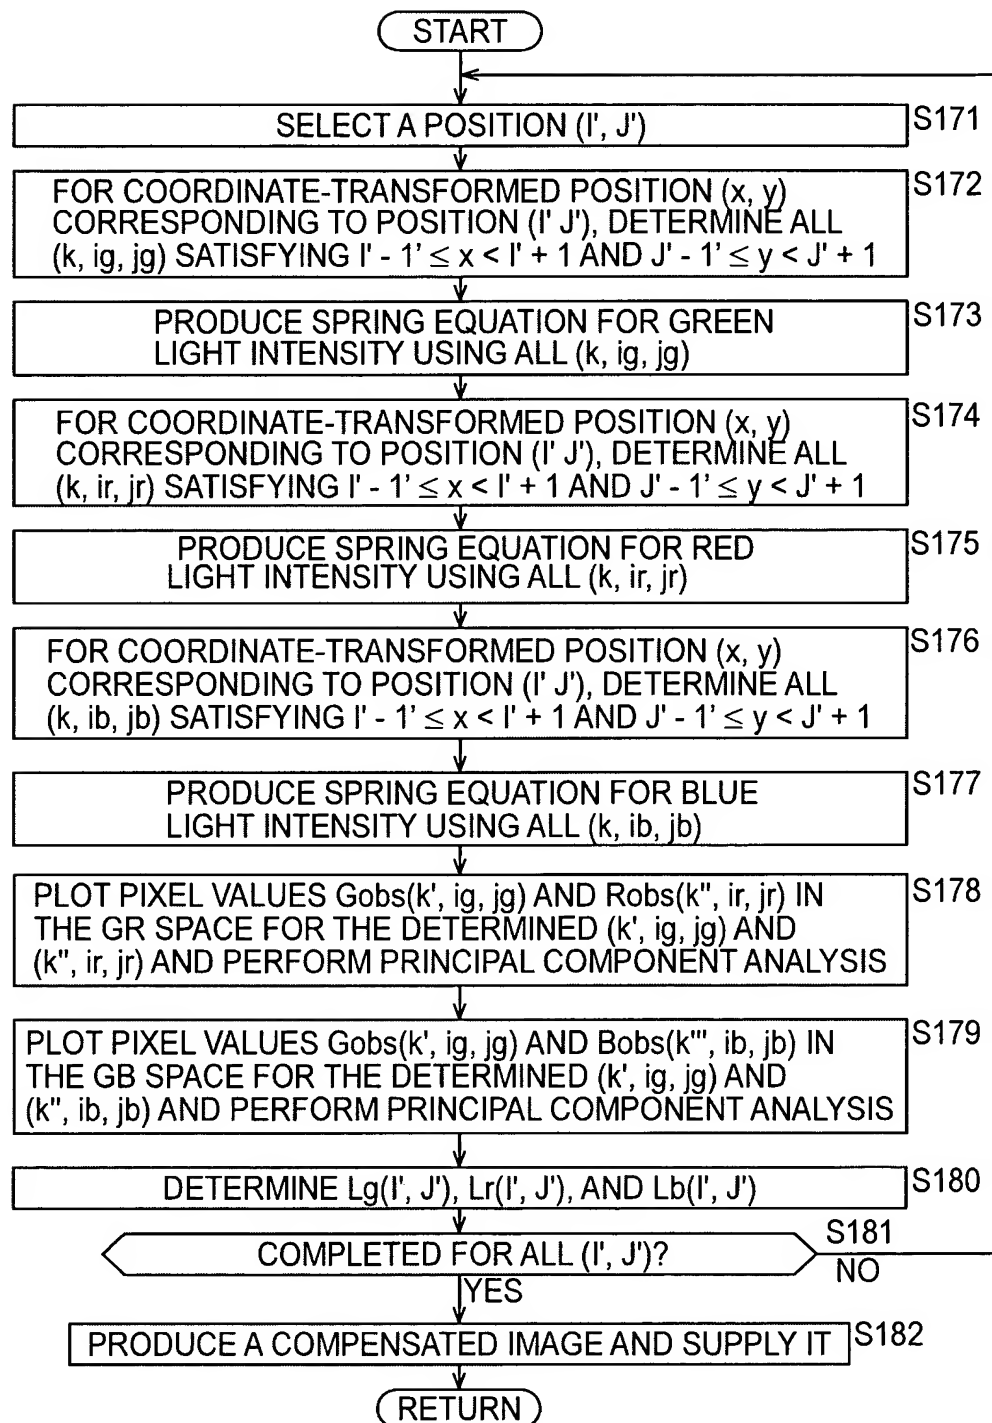 START
SELECT A POSITION (I', J')
S171
FOR COORDINATE-TRANSFORMED POSITION (x, y)
CORRESPONDING TO POSITION (I' J'), DETERMINE ALL
(k, ig, jg) SATISFYING I' - 1' ≤ x < I' + 1 AND J' - 1' ≤ y < J' + 1
S172
PRODUCE SPRING EQUATION FOR GREEN
LIGHT INTENSITY USING ALL (k, ig, jg)
S173
FOR COORDINATE-TRANSFORMED POSITION (x, y)
CORRESPONDING TO POSITION (I' J'), DETERMINE ALL
(k, ir, jr) SATISFYING I' - 1' ≤ x < I' + 1 AND J' - 1' ≤ y < J' + 1
S174
PRODUCE SPRING EQUATION FOR RED
LIGHT INTENSITY USING ALL (k, ir, jr)
S175
FOR COORDINATE-TRANSFORMED POSITION (x, y)
CORRESPONDING TO POSITION (I' J'), DETERMINE ALL
(k, ib, jb) SATISFYING I' - 1' ≤ x < I' + 1 AND J' - 1' ≤ y < J' + 1
S176
PRODUCE SPRING EQUATION FOR BLUE
LIGHT INTENSITY USING ALL (k, ib, jb)
S177
PLOT PIXEL VALUES Gobs(k', ig, jg) AND Robs(k", ir, jr) IN
THE GR SPACE FOR THE DETERMINED (k', ig, jg) AND
(k", ir, jr) AND PERFORM PRINCIPAL COMPONENT ANALYSIS
S178
PLOT PIXEL VALUES Gobs(k', ig, jg) AND Bobs(k''', ib, jb) IN
THE GB SPACE FOR THE DETERMINED (k', ig, jg) AND
(k", ib, jb) AND PERFORM PRINCIPAL COMPONENT ANALYSIS
S179
DETERMINE Lg(I', J'), Lr(I', J'), AND Lb(I', J')
S180
COMPLETED FOR ALL (I', J')?
S181
NO
YES
PRODUCE A COMPENSATED IMAGE AND SUPPLY IT
S182
RETURN